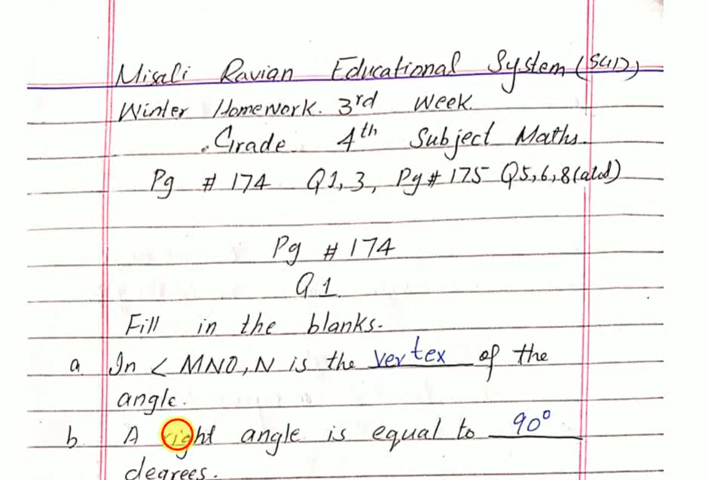 Misali Ravian Educational System (SGD)
Winter Homework. 3rd Week
Grade 4th Subject Maths.
Pg # 174 Q1,3, Pg # 175 Q5,6,8(a&d)
Pg # 174
Q1.
Fill in the blanks.
a In < MNO, N is the vertex of the
angle.
b A right angle is equal to 90°
degrees.